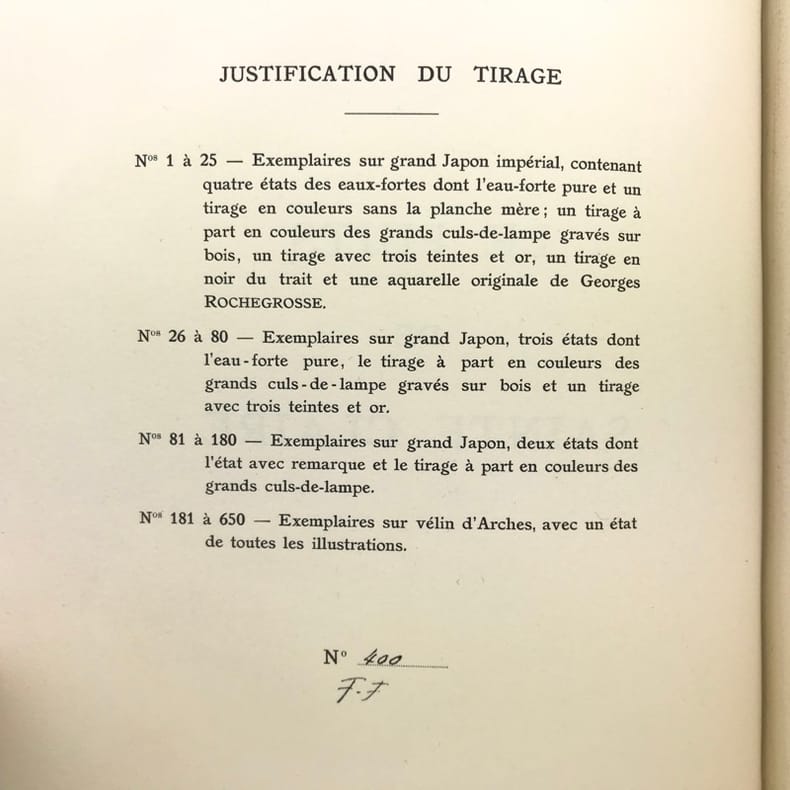 JUSTIFICATION DU TIRAGE
Nos 1 à 25 — Exemplaires sur grand Japon impérial, contenant
quatre états des eaux-fortes dont l'eau-forte pure et un
tirage en couleurs sans la planche mère ; un tirage à
part en couleurs des grands culs-de-lampe gravés sur
bois, un tirage avec trois teintes et or, un tirage en
noir du trait et une aquarelle originale de Georges
ROCHEGROSSE.
Nos 26 à 80 — Exemplaires sur grand Japon, trois états dont
l'eau-forte pure, le tirage à part en couleurs des
grands culs-de-lampe gravés sur bois et un tirage
avec trois teintes et or.
Nos 81 à 180 — Exemplaires sur grand Japon, deux états dont
l'état avec remarque et le tirage à part en couleurs des
grands culs-de-lampe.
Nos 181 à 650 — Exemplaires sur vélin d'Arches, avec un état
de toutes les illustrations.
No 400
F.F